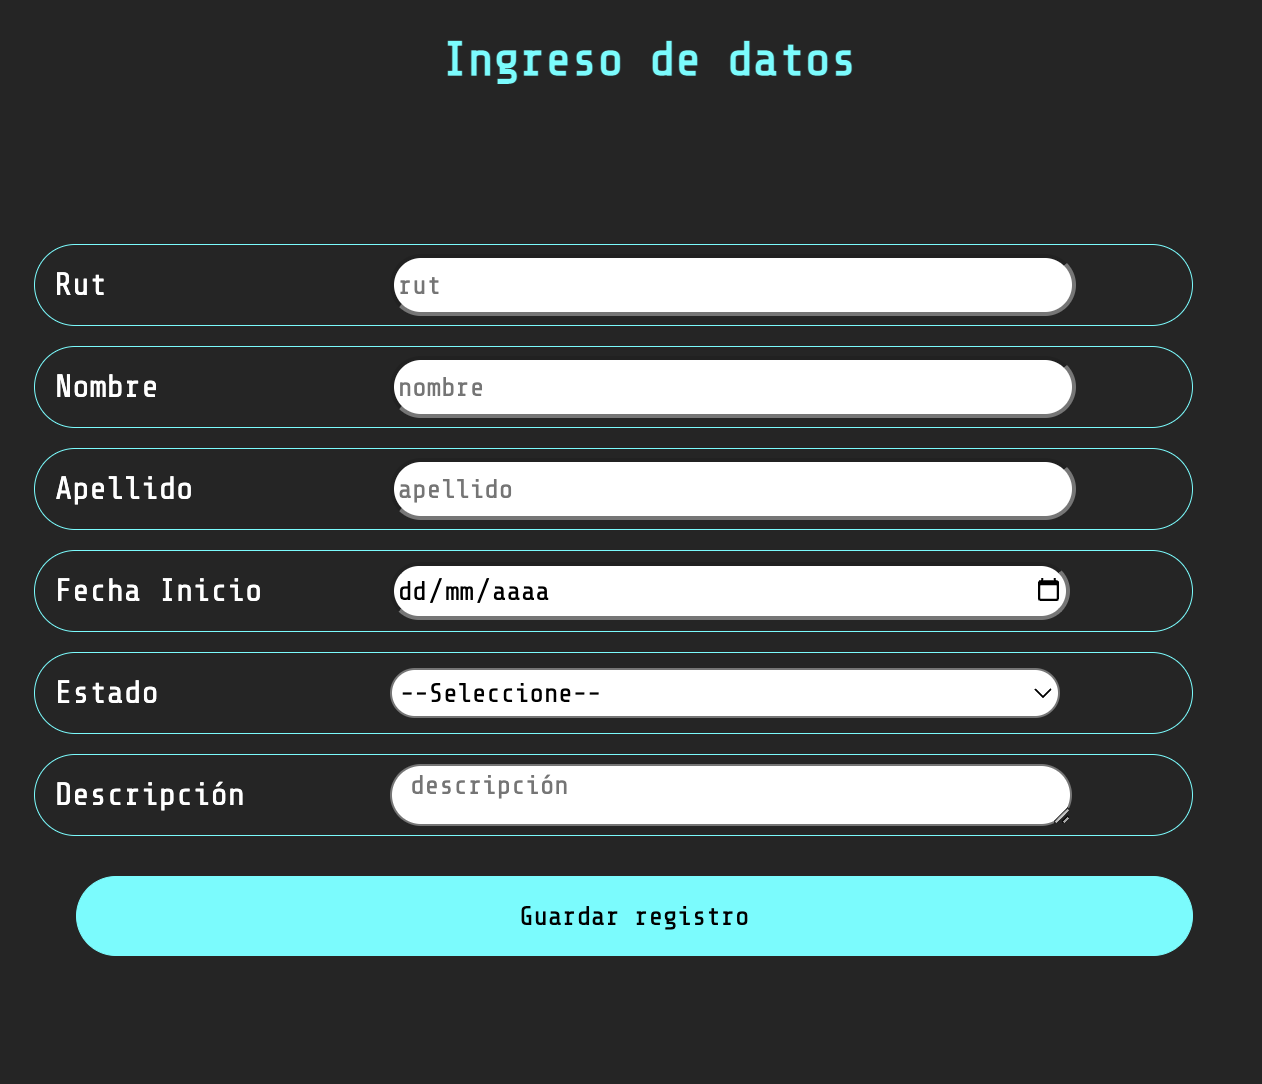 Ingreso de datos
Rut
rut
Nombre
nombre
Apellido
apellido
Fecha Inicio
dd/mm/aaaa
Estado
--Seleccione--
Descripción
descripción
Guardar registro